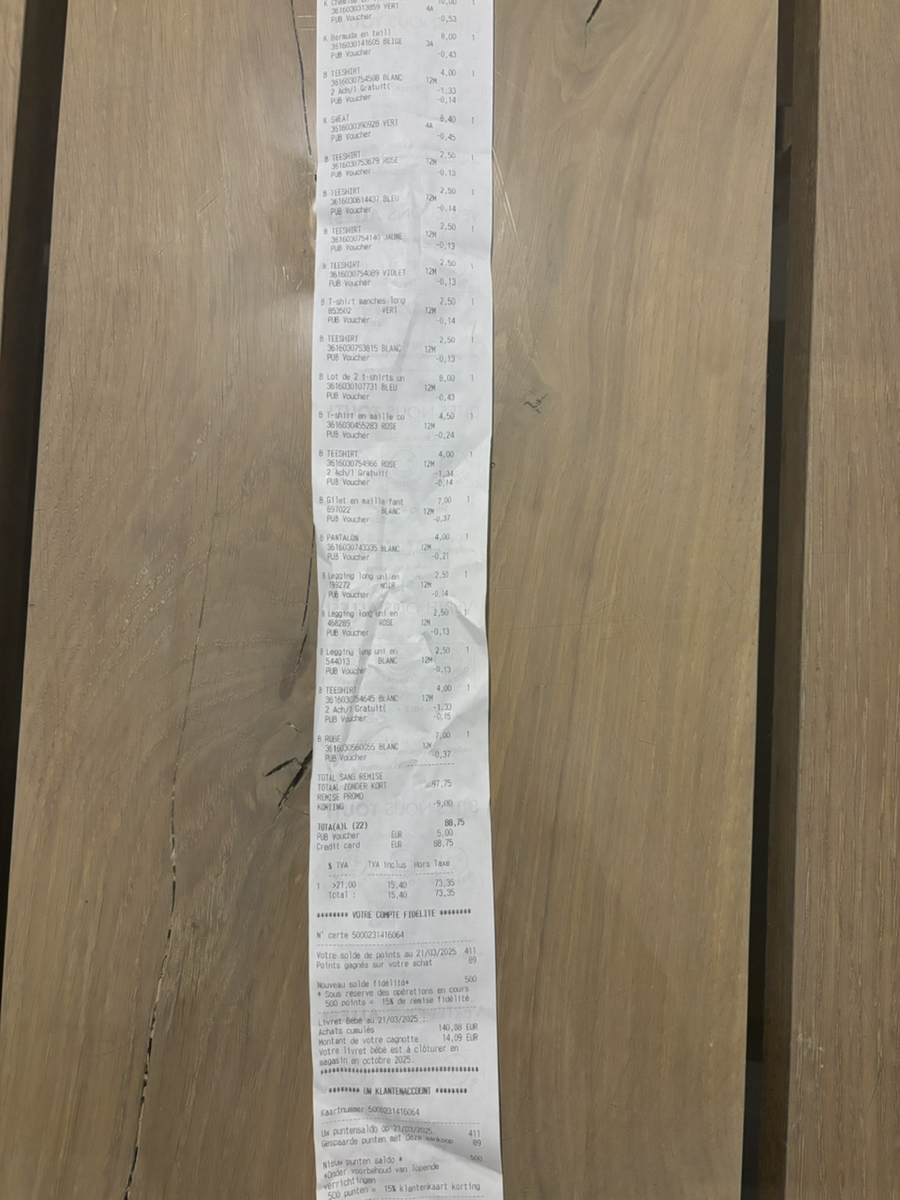 K Chemise en 10,00 1
3616030313859 VERT 4A
PUB Voucher -0,53
K Bermuda en twill 8,00 1
3616030141605 BEIGE 3A
PUB Voucher -0,43
B TEESHIRT 4,00 1
3616030754508 BLANC 12M
2 Ach/1 Gratuit( -1,33
PUB Voucher -0,14
K SWEAT 8,40 1
3616030390928 VERT 4A
PUB Voucher -0,45
B TEESHIRT 2,50 1
3616030753679 ROSE 12M
PUB Voucher -0,13
B TEESHIRT 2,50 1
3616030614437 BLEU 12M
PUB Voucher -0,14
B TEESHIRT 2,50 1
3616030754140 JAUNE 12M
PUB Voucher -0,13
B TEESHIRT 2,50 1
3616030754089 VIOLET 12M
PUB Voucher -0,13
B T-shirt manches long 2,50 1
853502 VERT 12M
PUB Voucher -0,14
B TEESHIRT 2,50 1
3616030753815 BLANC 12M
PUB Voucher -0,13
B Lot de 2 t-shirts un 8,00 1
3616030107731 BLEU 12M
PUB Voucher -0,43
B T-shirt en maille co 4,50 1
3616030455283 ROSE 12M
PUB Voucher -0,24
B TEESHIRT 4,00 1
3616030754966 ROSE 12M
2 Ach/1 Gratuit( -1,34
PUB Voucher -0,14
B Gilet en maille fant 7,00 1
697022 BLANC 12M
PUB Voucher -0,37
B PANTALON 4,00 1
3616030743335 BLANC 12M
PUB Voucher -0,21
B Legging long uni en 2,50 1
199272 NOIR 12M
PUB Voucher -0,14
B Legging long uni en 2,50 1
468289 ROSE 12M
PUB Voucher -0,13
B Legging long uni en 2,50 1
544013 BLANC 12M
PUB Voucher -0,13
B TEESHIRT 4,00 1
3616030754645 BLANC 12M
2 Ach/1 Gratuit( -1,33
PUB Voucher -0,15
B ROBE 7,00 1
3616030560055 BLANC 12M
PUB Voucher -0,37
TOTAL SANS REMISE
TOTAAL ZONDER KORT 97,75
REMISE PROMO
KORTING -9,00
TOTA(A)L (22) 88,75
PUB Voucher EUR 5,00
Credit card EUR 88,75
% TVA TVA Inclus Hors Taxe
1 >21,00 15,40 73,35
Total : 15,40 73,35
******** VOTRE COMPTE FIDELITE ********
N° carte 5000231416064
Votre solde de points au 21/03/2025 411
Points gagnés sur votre achat 89
Nouveau solde fidélité* 500
* Sous réserve des opérations en cours
500 points = 15% de remise fidélité
Livret Bébé au 21/03/2025 :
Achats cumulés 140,88 EUR
Montant de votre cagnotte 14,09 EUR
Votre livret bébé est à clôturer en
magasin en octobre 2025.
******** UW KLANTENACCOUNT ********
Kaartnummer 5000231416064
Uw puntensaldo op 21/03/2025 411
Gespaarde punten met deze aankoop 89
Nieuw punten saldo * 500
*Onder voorbehoud van lopende
verrichtingen
500 punten = 15% klantenkaart korting